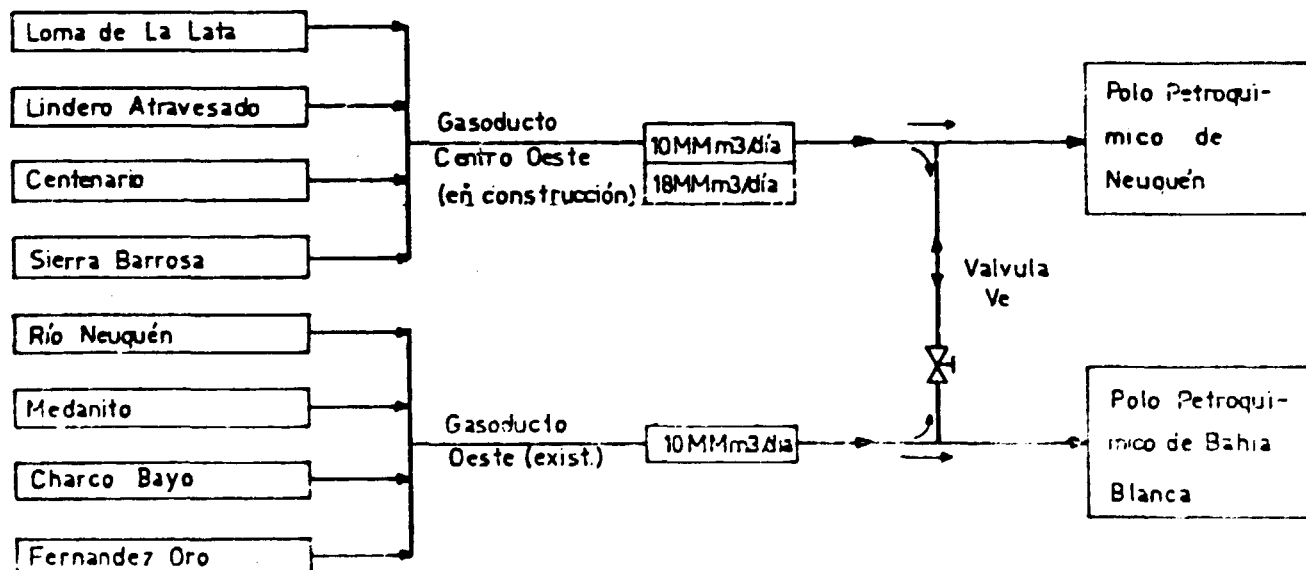 Loma de La Lata
Lindero Atravesado
Centenario
Sierra Barrosa
Río Neuquén
Medanito
Charco Bayo
Fernandez Oro
Gasoducto
Centro Oeste
(en construcción)
10MMm3/día
18MMm3/día
Gasoducto
Oeste (exist.)
10MMm3/dia
Valvula
Ve
Polo Petroqui-
mico de
Neuquén
Polo Petroqui-
mico de Bahia
Blanca